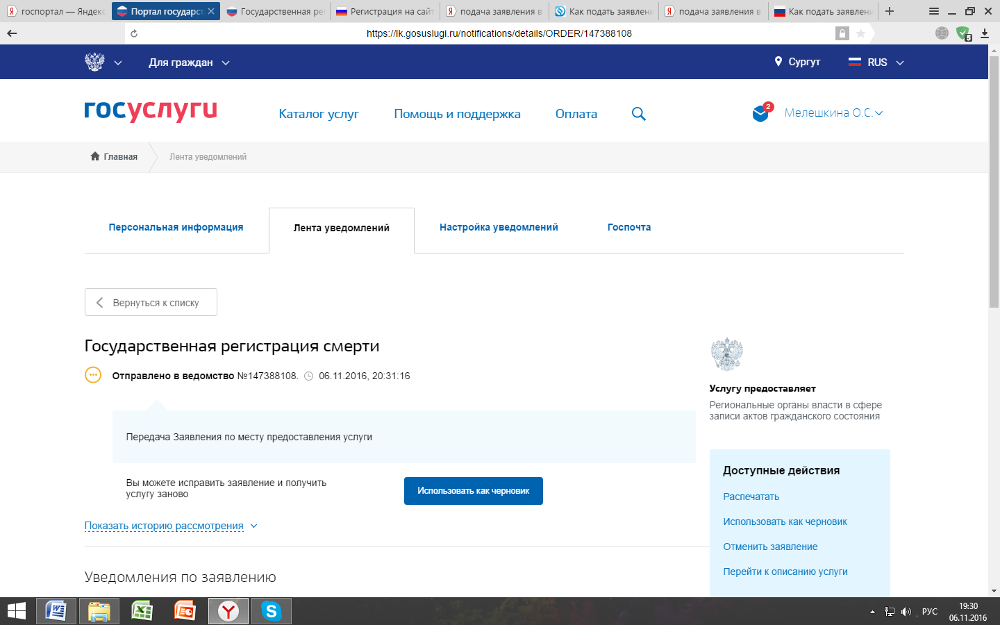 госпортал — Яндекс
Портал государст
Государственная рег
Регистрация на сайт
подача заявления в
Как подать заявлени
подача заявления в
Как подать заявлени
https://lk.gosuslugi.ru/notifications/details/ORDER/147388108
Для граждан
Сургут
RUS
госуслуги
Каталог услуг
Помощь и поддержка
Оплата
2
Мелешкина О.С.
Главная
Лента уведомлений
Персональная информация
Лента уведомлений
Настройка уведомлений
Госпочта
Вернуться к списку
Государственная регистрация смерти
Отправлено в ведомство №147388108. 06.11.2016, 20:31:16
Передача Заявления по месту предоставления услуги
Вы можете исправить заявление и получить
услугу заново
Использовать как черновик
Показать историю рассмотрения
Уведомления по заявлению
Услугу предоставляет
Региональные органы власти в сфере
записи актов гражданского состояния
Доступные действия
Распечатать
Использовать как черновик
Отменить заявление
Перейти к описанию услуги
РУС
19:30
06.11.2016